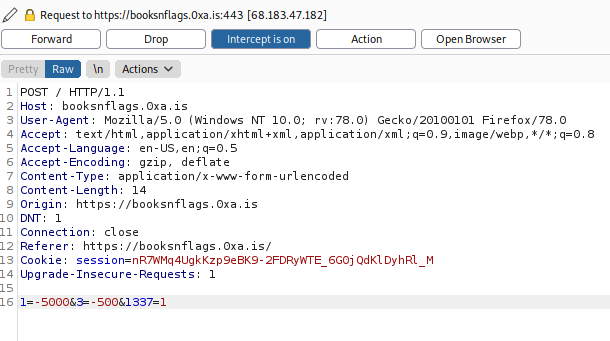 Request to https://booksnflags.0xa.is:443 [68.183.47.182]
Forward Drop Intercept is on Action Open Browser
Pretty Raw \n Actions
1 POST / HTTP/1.1
2 Host: booksnflags.0xa.is
3 User-Agent: Mozilla/5.0 (Windows NT 10.0; rv:78.0) Gecko/20100101 Firefox/78.0
4 Accept: text/html,application/xhtml+xml,application/xml;q=0.9,image/webp,*/*;q=0.8
5 Accept-Language: en-US,en;q=0.5
6 Accept-Encoding: gzip, deflate
7 Content-Type: application/x-www-form-urlencoded
8 Content-Length: 14
9 Origin: https://booksnflags.0xa.is
10 DNT: 1
11 Connection: close
12 Referer: https://booksnflags.0xa.is/
13 Cookie: session=nR7WMq4UgkKzp9eBK9-2FDRyWTE_6GOjQdKlDyhRl_M
14 Upgrade-Insecure-Requests: 1
15
16 1=-5000&3=-500&1337=1